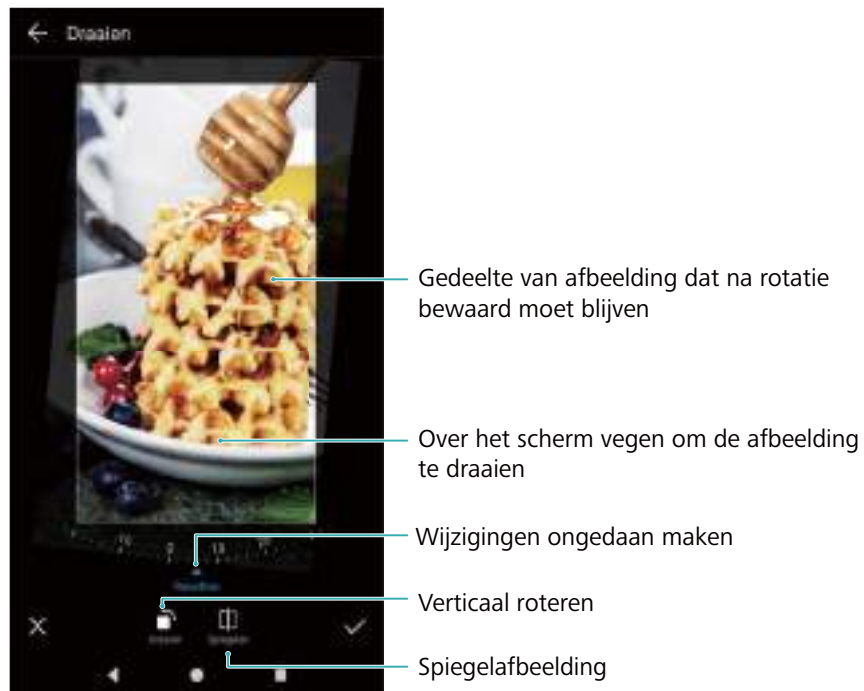 Draaien
Gedeelte van afbeelding dat na rotatie
bewaard moet blijven
Over het scherm vegen om de afbeelding
te draaien
Wijzigingen ongedaan maken
Verticaal roteren
Spiegelafbeelding